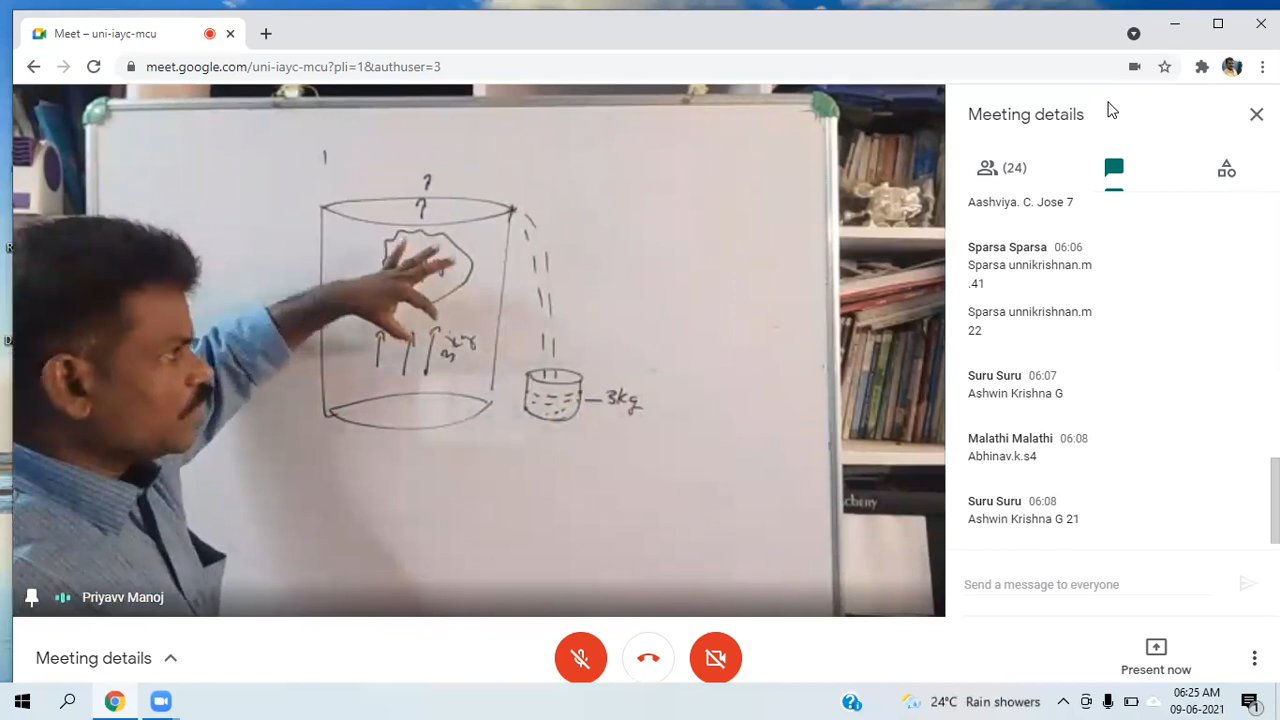 Meet – uni-iayc-mcu
meet.google.com/uni-iayc-mcu?pli=1&authuser=3
Meeting details
(24)
Aashviya. C. Jose 7
Sparsa Sparsa 06:06
Sparsa unnikrishnan.m
.41
Sparsa unnikrishnan.m
22
Suru Suru 06:07
Ashwin Krishna G
Malathi Malathi 06:08
Abhinav.k.s4
Suru Suru 06:08
Ashwin Krishna G 21
Send a message to everyone
?
?
3kg
Priyavv Manoj
Meeting details
Present now
24°C Rain showers
06:25 AM
09-06-2021
1